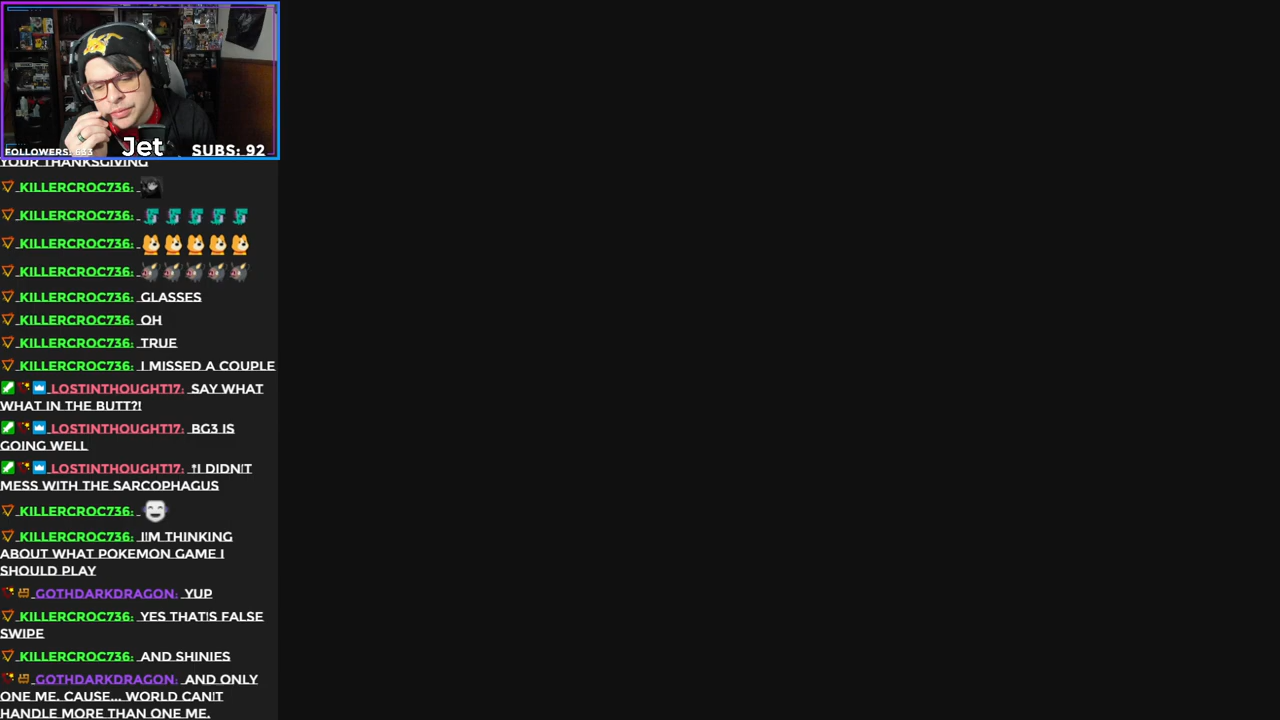 FOLLOWERS: 663
Jet
SUBS: 92
YOUR THANKSGIVING
KILLERCROC736:
KILLERCROC736:
KILLERCROC736:
KILLERCROC736:
KILLERCROC736: GLASSES
KILLERCROC736: OH
KILLERCROC736: TRUE
KILLERCROC736: I MISSED A COUPLE
LOSTINTHOUGHT17: SAY WHAT
WHAT IN THE BUTT?!
LOSTINTHOUGHT17: BG3 IS
GOING WELL
LOSTINTHOUGHT17: *I DIDN'T
MESS WITH THE SARCOPHAGUS
KILLERCROC736:
KILLERCROC736: I'M THINKING
ABOUT WHAT POKEMON GAME I
SHOULD PLAY
GOTHDARKDRAGON: YUP
KILLERCROC736: YES THAT'S FALSE
SWIPE
KILLERCROC736: AND SHINIES
GOTHDARKDRAGON: AND ONLY
ONE ME. CAUSE... WORLD CAN'T
HANDLE MORE THAN ONE ME.